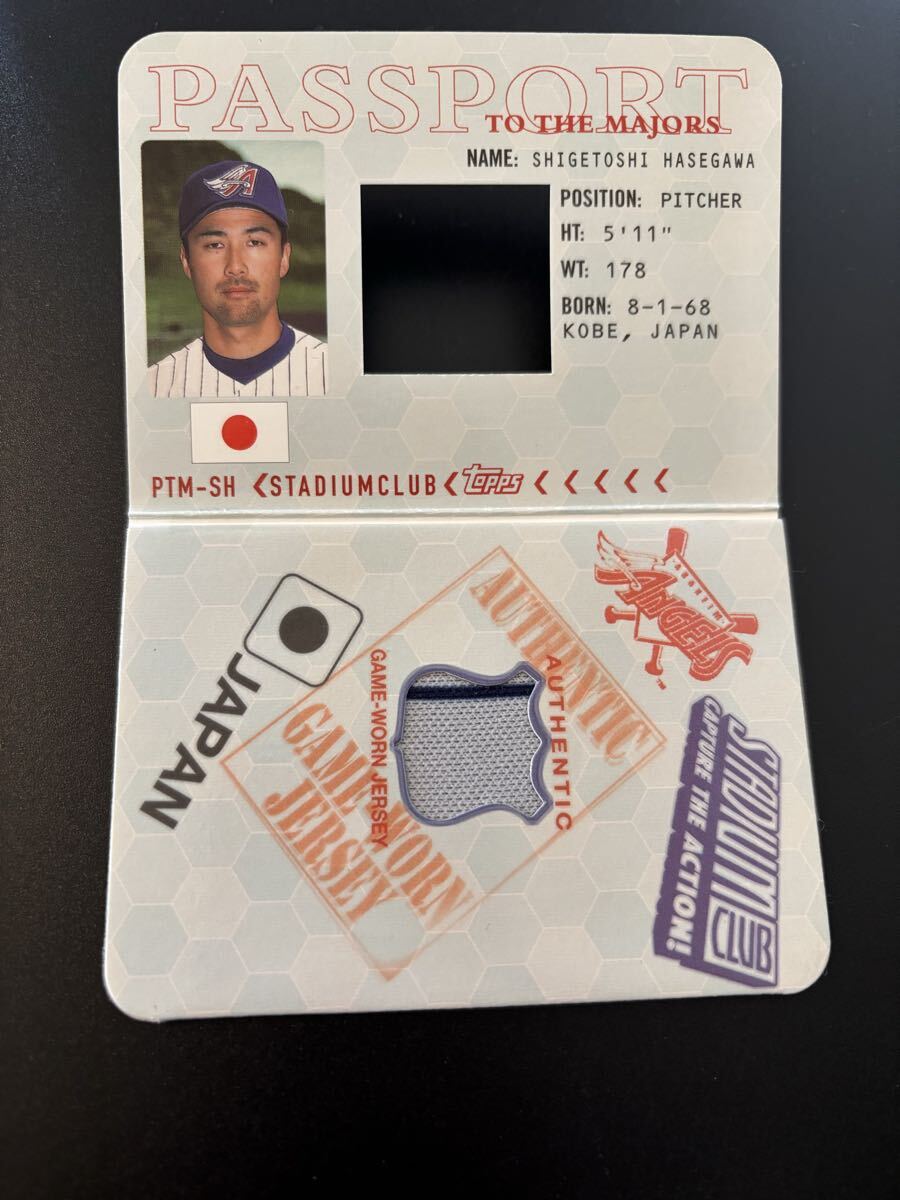 PASSPORT
TO THE MAJORS
NAME: SHIGETOSHI HASEGAWA
POSITION: PITCHER
HT: 5'11"
WT: 178
BORN: 8-1-68
KOBE, JAPAN
A
PTM-SH <STADIUMCLUB< Topps < < < < <
ANAHEIM
ANGELS
TM
JAPAN
AUTHENTIC
GAME-WORN
JERSEY
AUTHENTIC
GAME-WORN JERSEY
STADIUM
CLUB
CAPTURE THE ACTION!